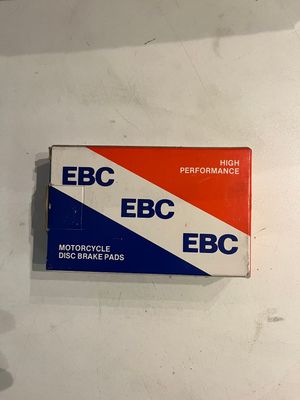 HIGH
PERFORMANCE
EBC
EBC
EBC
MOTORCYCLE
DISC BRAKE PADS